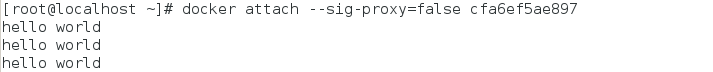 [root@localhost ~]# docker attach --sig-proxy=false cfa6ef5ae897
hello world
hello world
hello world